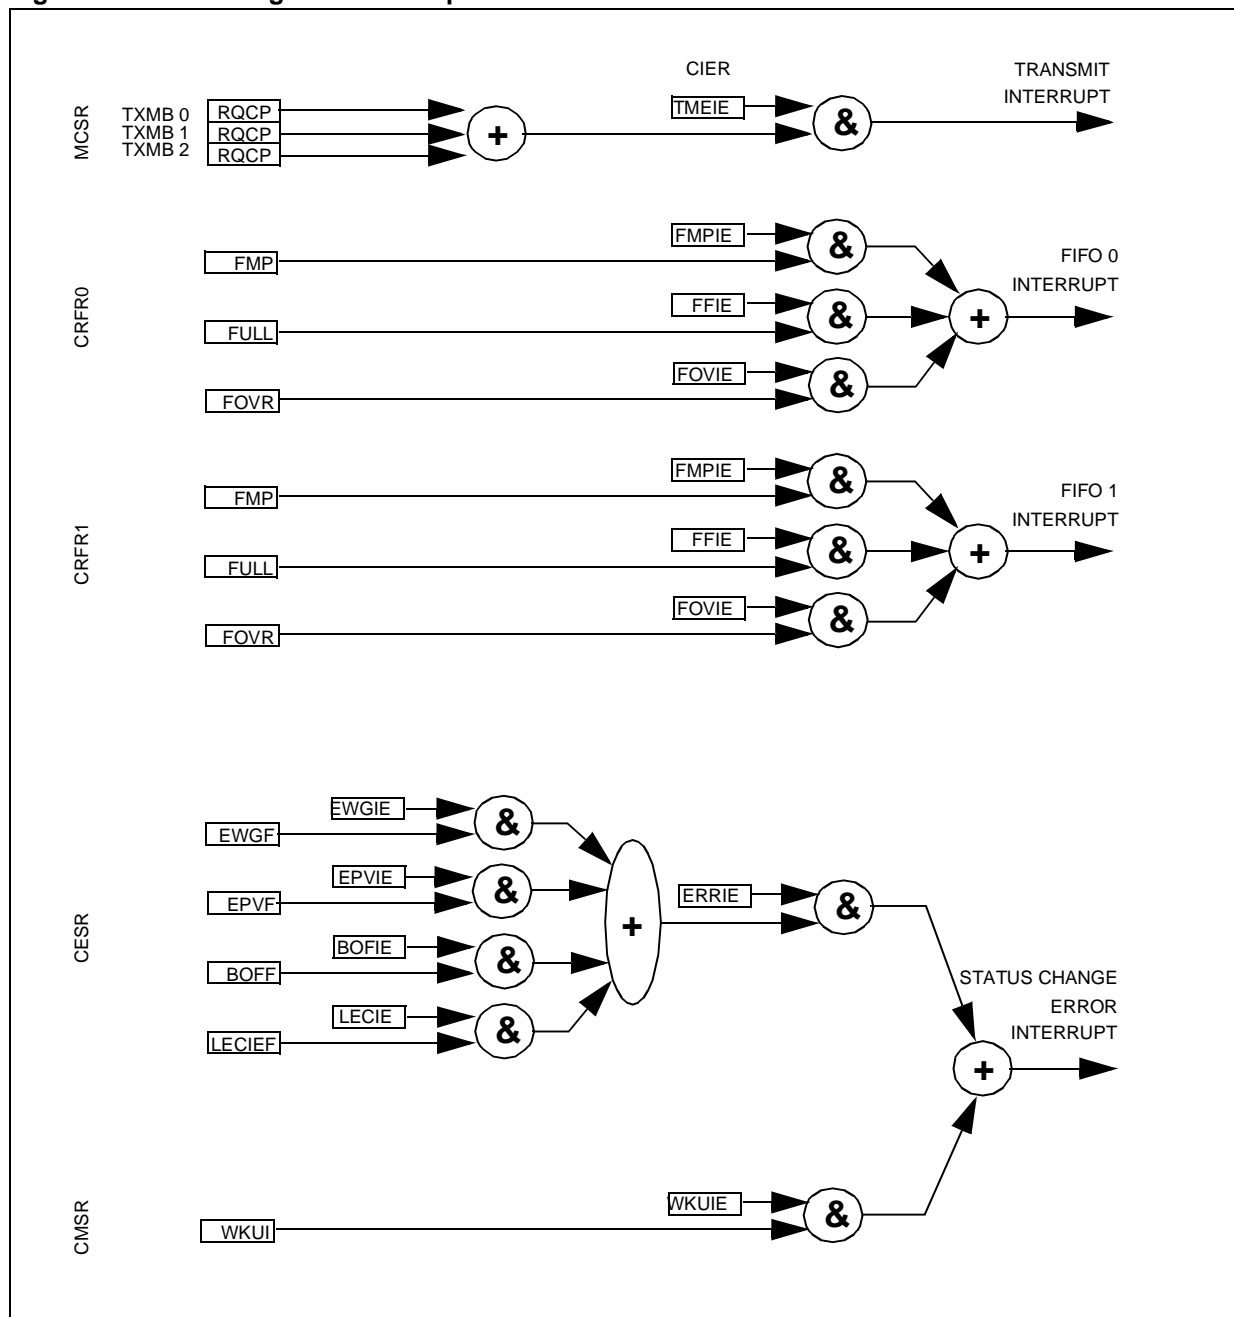 CIER
TRANSMIT
INTERRUPT
MCSR
TXMB 0 RQCP
TXMB 1 RQCP
TXMB 2 RQCP
+
TMEIE
&
CRFR0
FMP
FMPIE
&
FULL
FFIE
&
FOVR
FOVIE
&
+
FIFO 0
INTERRUPT
CRFR1
FMP
FMPIE
&
FULL
FFIE
&
FOVR
FOVIE
&
+
FIFO 1
INTERRUPT
CESR
EWGIE
EWGF
&
EPVIE
EPVF
&
BOFIE
BOFF
&
LECIE
LECIEF
&
+
ERRIE
&
STATUS CHANGE
ERROR
INTERRUPT
+
CMSR
WKUIE
WKUI
&